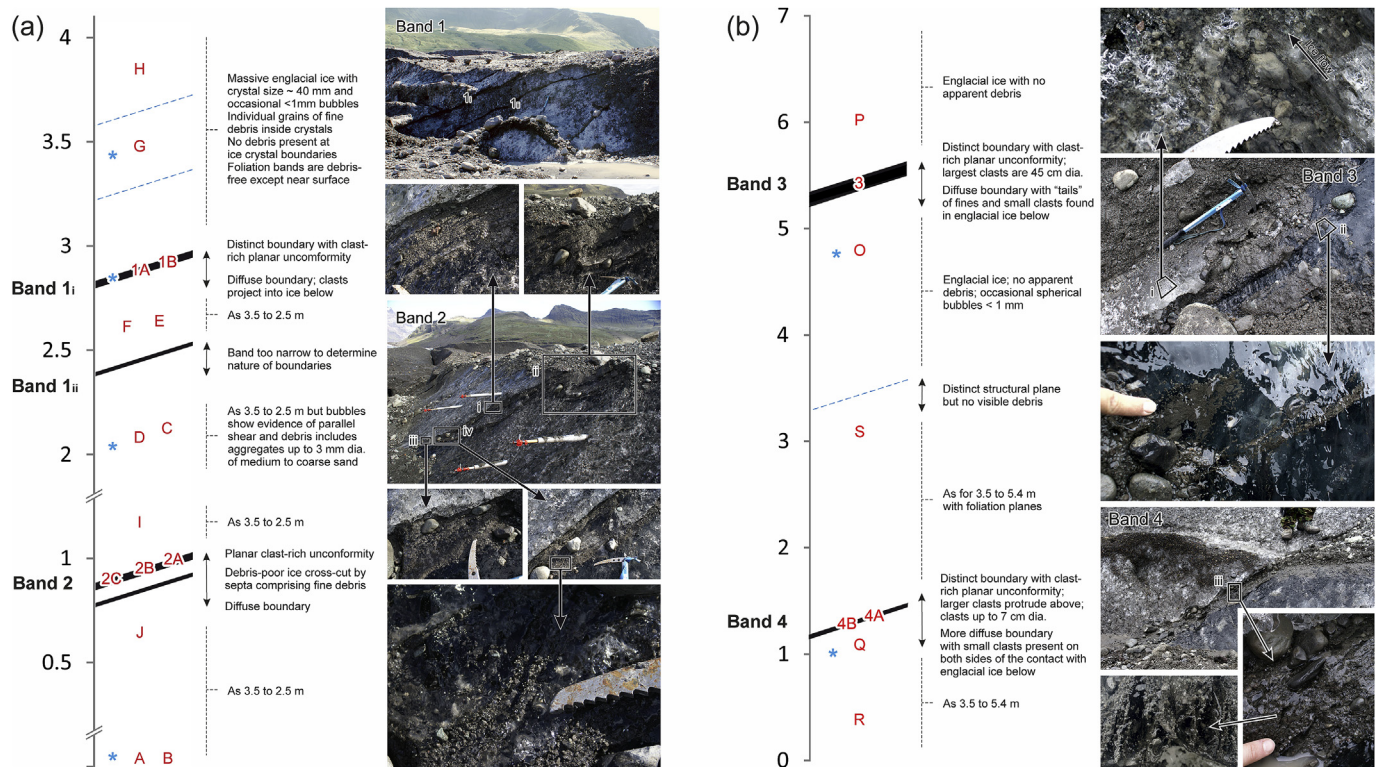 (a)
4
H
Massive englacial ice with
crystal size ~ 40 mm and
occasional <1mm bubbles
Individual grains of fine
debris inside crystals
No debris present at
ice crystal boundaries
Foliation bands are debris-
free except near surface
3.5
*
G
3
Distinct boundary with clast-
rich planar uncomformity
*
1A
1B
Band 1i
Diffuse boundary; clasts
project into ice below
F
E
As 3.5 to 2.5 m
2.5
Band too narrow to determine
nature of boundaries
Band 1ii
As 3.5 to 2.5 m but bubbles
show evidence of parallel
shear and debris includes
aggregates up to 3 mm dia.
of medium to coarse sand
*
D
C
2
I
As 3.5 to 2.5 m
1
Planar clast-rich unconformity
2C
2B
2A
Band 2
Debris-poor ice cross-cut by
septa comprising fine debris
Diffuse boundary
J
0.5
As 3.5 to 2.5 m
*
A
B
Band 1
1i
1ii
Band 2
ii
i
iii
iv
(b)
7
Englacial ice with no
apparent debris
6
P
Distinct boundary with clast-
rich planar unconformity;
largest clasts are 45 cm dia.
Band 3
3
Diffuse boundary with “tails”
of fines and small clasts found
in englacial ice below
5
*
O
Englacial ice; no apparent
debris; occasional spherical
bubbles < 1 mm
4
Distinct structural plane
but no visible debris
3
S
As for 3.5 to 5.4 m
with foliation planes
2
Distinct boundary with clast-
rich planar unconformity;
larger clasts protrude above;
clasts up to 7 cm dia.
Band 4
4B
4A
More diffuse boundary
with small clasts present on
both sides of the contact with
englacial ice below
1
*
Q
As 3.5 to 5.4 m
R
0
Band 3
ii
i
Band 4
iii